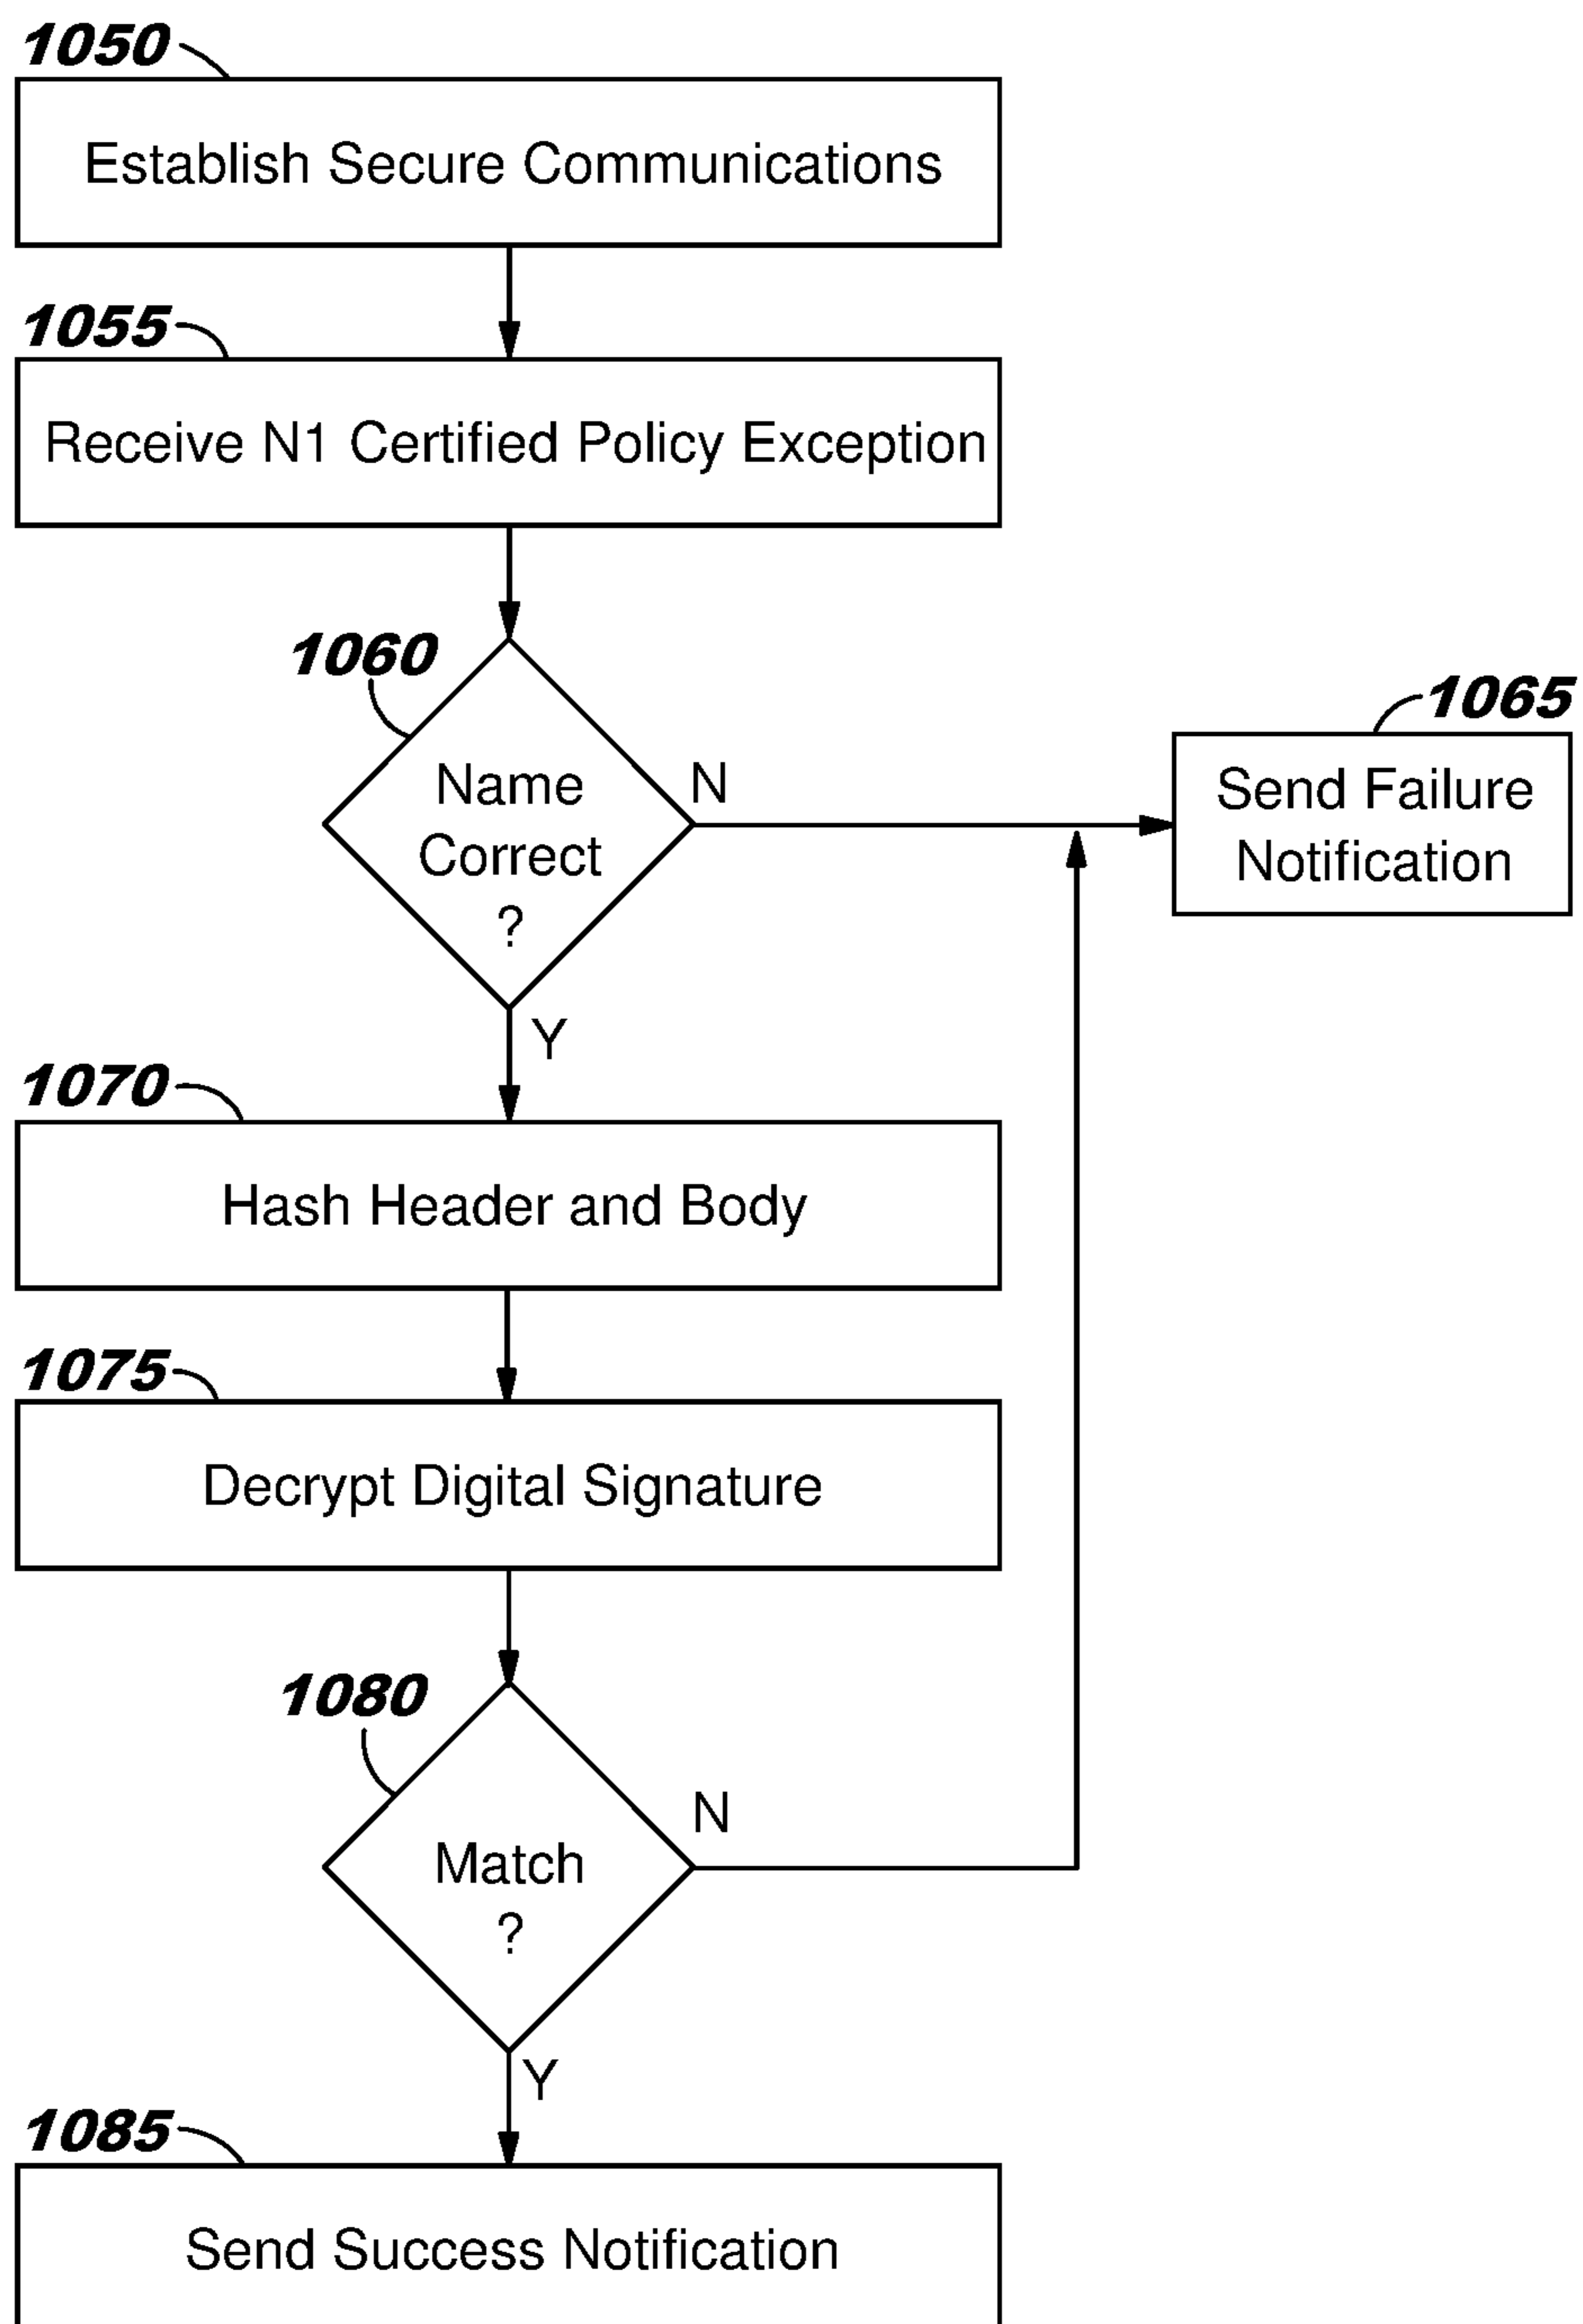 1050
Establish Secure Communications
1055
Receive N1 Certified Policy Exception
1060
Name
Correct
?
N
1065
Send Failure
Notification
Y
1070
Hash Header and Body
1075
Decrypt Digital Signature
1080
Match
?
N
Y
1085
Send Success Notification